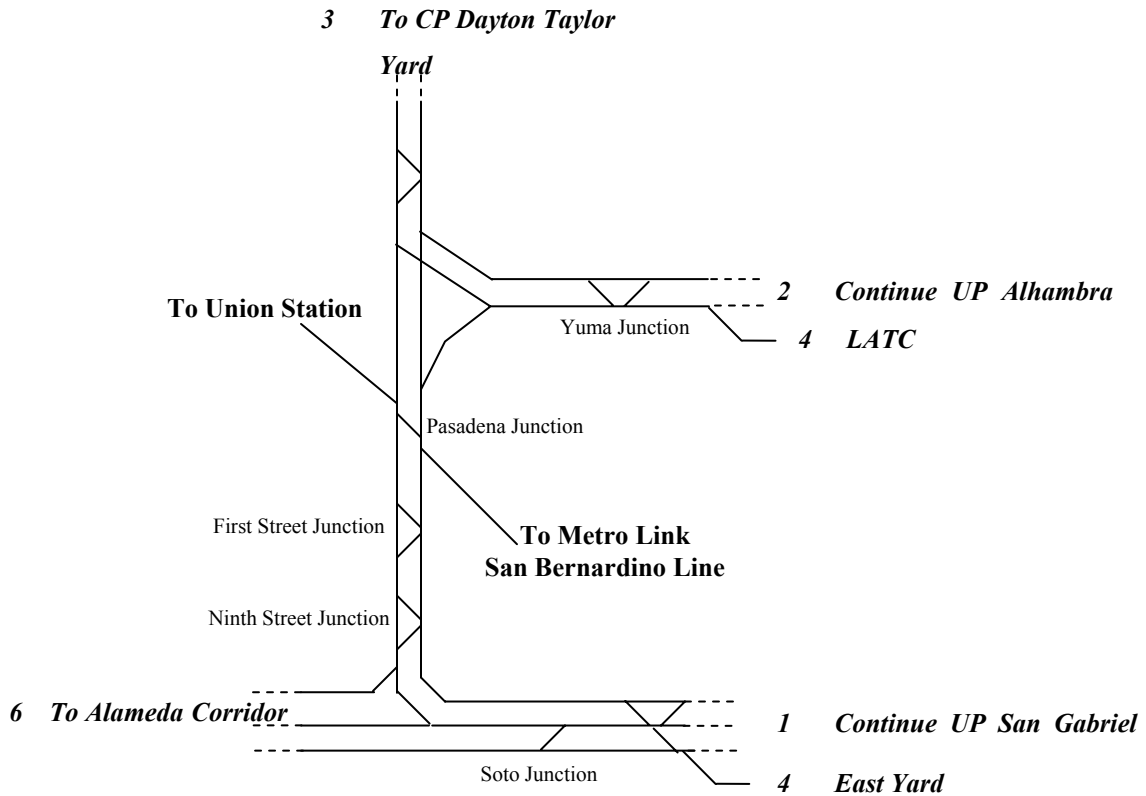 3 To CP Dayton Taylor
Yard
To Union Station
2 Continue UP Alhambra
Yuma Junction
4 LATC
Pasadena Junction
First Street Junction
To Metro Link
San Bernardino Line
Ninth Street Junction
6 To Alameda Corridor
1 Continue UP San Gabriel
Soto Junction
4 East Yard